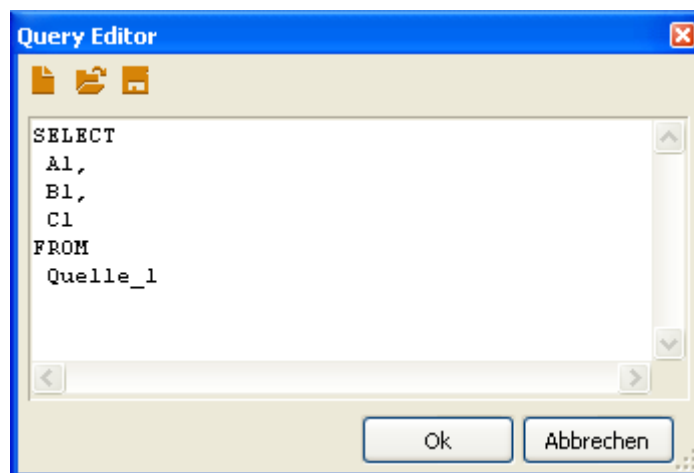 Query Editor
SELECT
A1,
B1,
C1
FROM
Quelle_1
Ok
Abbrechen